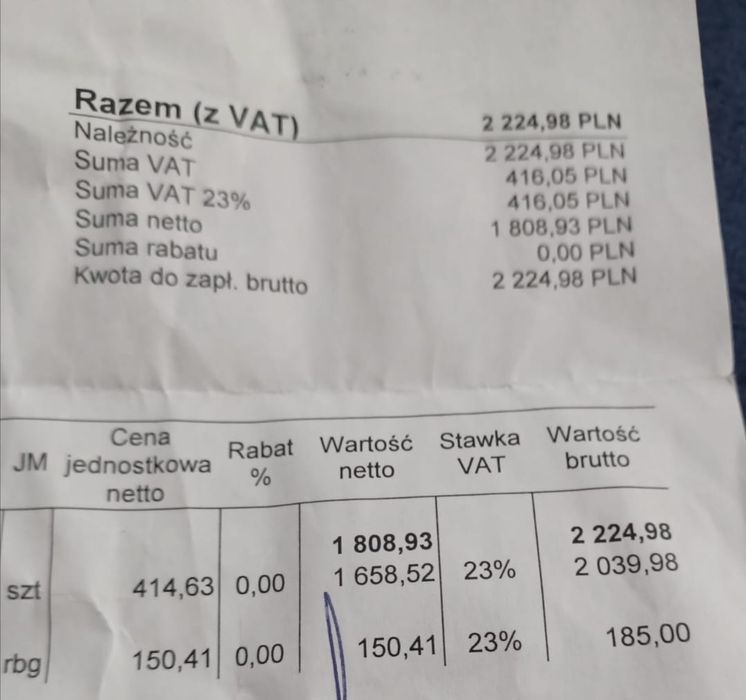 Razem (z VAT) 2 224,98 PLN
Należność 2 224,98 PLN
Suma VAT 416,05 PLN
Suma VAT 23% 416,05 PLN
Suma netto 1 808,93 PLN
Suma rabatu 0,00 PLN
Kwota do zapł. brutto 2 224,98 PLN
JM Cena jednostkowa netto Rabat % Wartość netto Stawka VAT Wartość brutto
1 808,93 2 224,98
szt 414,63 0,00 1 658,52 23% 2 039,98
rbg 150,41 0,00 150,41 23% 185,00